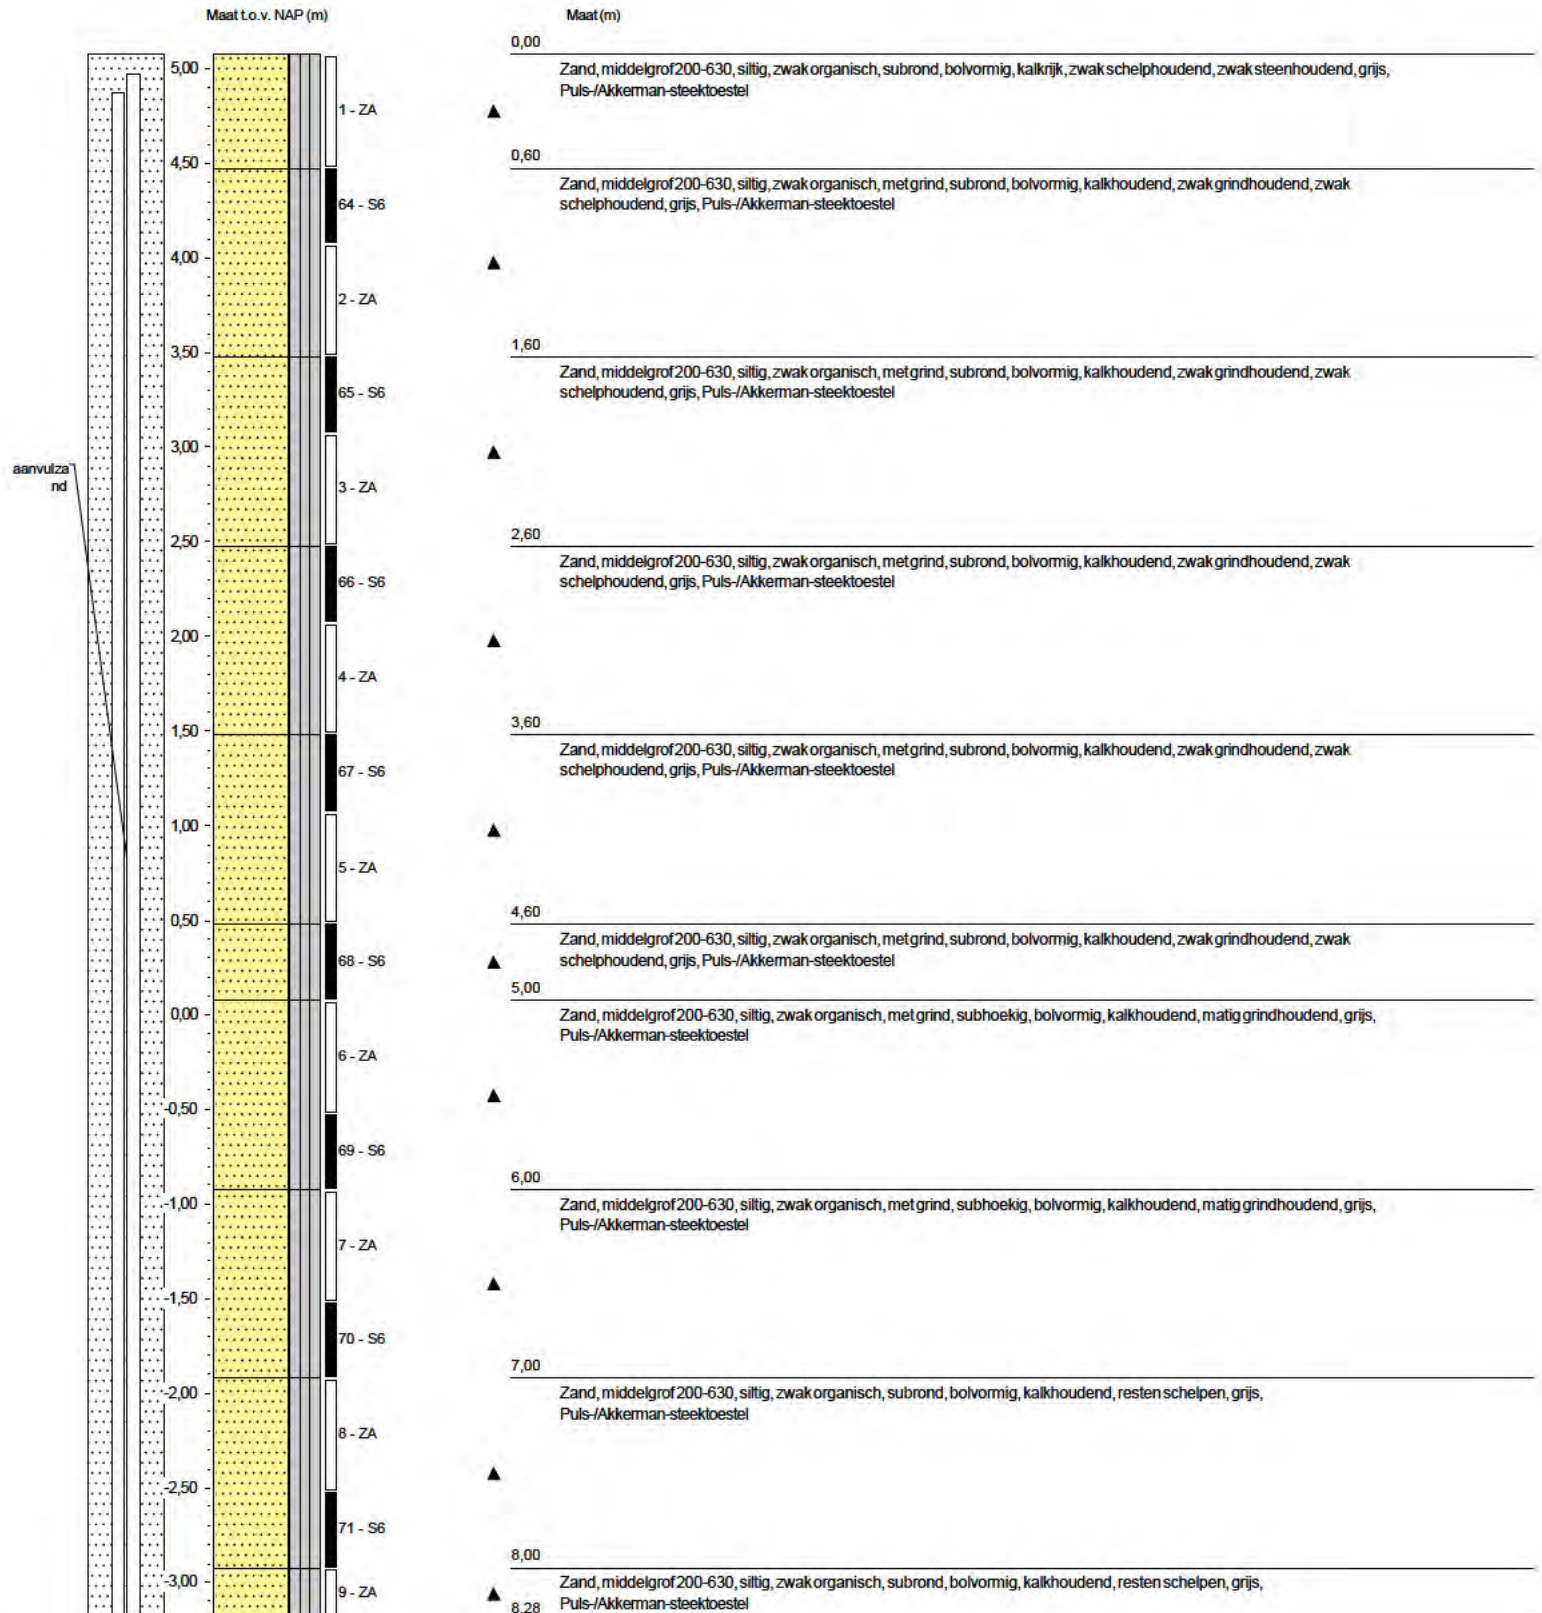 Maat t.o.v. NAP (m)
Maat (m)
0,00
5,00
Zand, middelgrof 200-630, siltig, zwak organisch, subrond, bolvormig, kalkrijk, zwak schelphoudend, zwak steenhoudend, grijs,
Puls-/Akkerman-steektoestel
1 - ZA
4,50
0,60
Zand, middelgrof 200-630, siltig, zwak organisch, met grind, subrond, bolvormig, kalkhoudend, zwak grindhoudend, zwak
schelphoudend, grijs, Puls-/Akkerman-steektoestel
64 - S6
4,00
2 - ZA
3,50
1,60
Zand, middelgrof 200-630, siltig, zwak organisch, met grind, subrond, bolvormig, kalkhoudend, zwak grindhoudend, zwak
schelphoudend, grijs, Puls-/Akkerman-steektoestel
65 - S6
3,00
aanvulza
nd
3 - ZA
2,50
2,60
Zand, middelgrof 200-630, siltig, zwak organisch, met grind, subrond, bolvormig, kalkhoudend, zwak grindhoudend, zwak
schelphoudend, grijs, Puls-/Akkerman-steektoestel
66 - S6
2,00
4 - ZA
1,50
3,60
Zand, middelgrof 200-630, siltig, zwak organisch, met grind, subrond, bolvormig, kalkhoudend, zwak grindhoudend, zwak
schelphoudend, grijs, Puls-/Akkerman-steektoestel
67 - S6
1,00
5 - ZA
0,50
4,60
Zand, middelgrof 200-630, siltig, zwak organisch, met grind, subrond, bolvormig, kalkhoudend, zwak grindhoudend, zwak
schelphoudend, grijs, Puls-/Akkerman-steektoestel
68 - S6
5,00
0,00
Zand, middelgrof 200-630, siltig, zwak organisch, met grind, subhoekig, bolvormig, kalkhoudend, matig grindhoudend, grijs,
Puls-/Akkerman-steektoestel
6 - ZA
-0,50
69 - S6
6,00
-1,00
Zand, middelgrof 200-630, siltig, zwak organisch, met grind, subhoekig, bolvormig, kalkhoudend, matig grindhoudend, grijs,
Puls-/Akkerman-steektoestel
7 - ZA
-1,50
70 - S6
7,00
-2,00
Zand, middelgrof 200-630, siltig, zwak organisch, subrond, bolvormig, kalkhoudend, resten schelpen, grijs,
Puls-/Akkerman-steektoestel
8 - ZA
-2,50
71 - S6
8,00
-3,00
Zand, middelgrof 200-630, siltig, zwak organisch, subrond, bolvormig, kalkhoudend, resten schelpen, grijs,
Puls-/Akkerman-steektoestel
9 - ZA
8,28